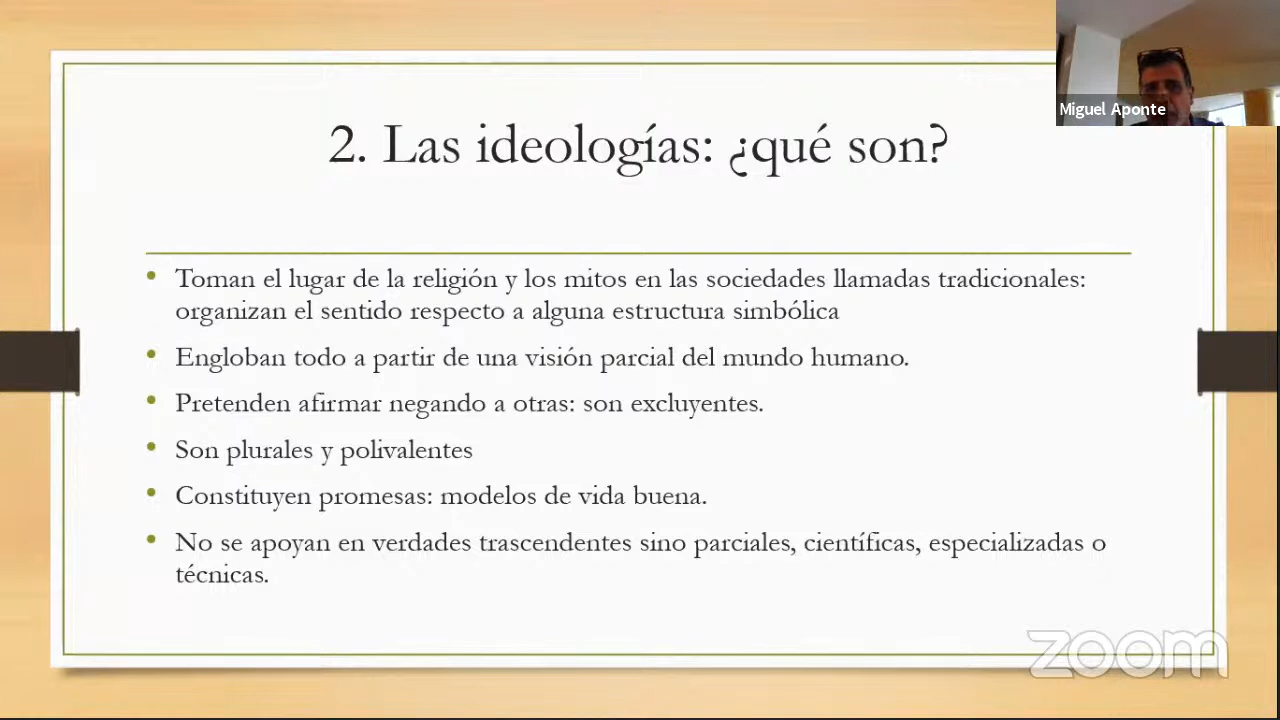 Miguel Aponte
2. Las ideologías: ¿qué son?
• Toman el lugar de la religión y los mitos en las sociedades llamadas tradicionales:
organizan el sentido respecto a alguna estructura simbólica
• Engloban todo a partir de una visión parcial del mundo humano.
• Pretenden afirmar negando a otras: son excluyentes.
• Son plurales y polivalentes
• Constituyen promesas: modelos de vida buena.
• No se apoyan en verdades trascendentes sino parciales, científicas, especializadas o
técnicas.
zoom